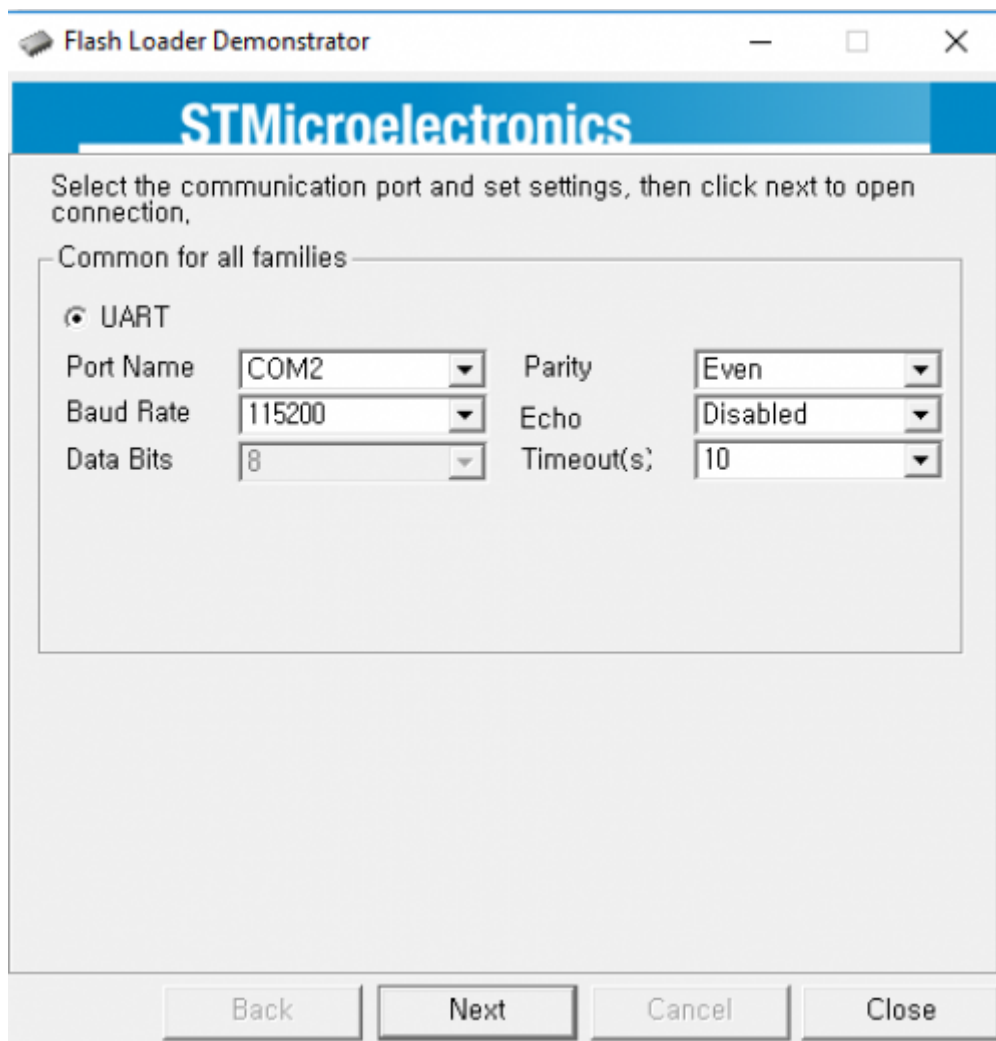 Flash Loader Demonstrator
STMicroelectronics
Select the communication port and set settings, then click next to open
connection,
Common for all families
UART
Port Name COM2 Parity Even
Baud Rate 115200 Echo Disabled
Data Bits 8 Timeout(s) 10
Back Next Cancel Close